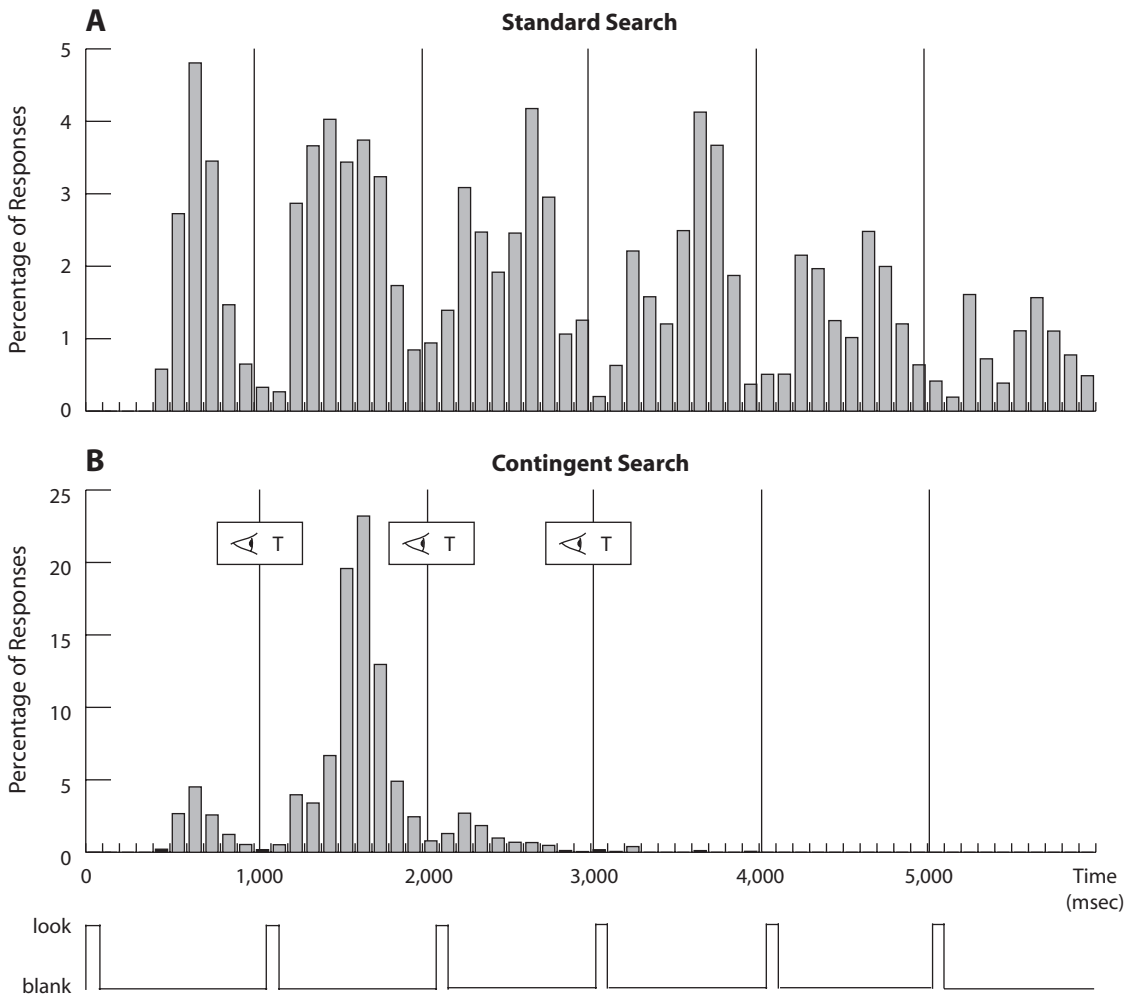 A
Standard Search
5
4
3
2
1
0
Percentage of Responses
B
Contingent Search
25
20
15
10
5
0
Percentage of Responses
T
T
T
0
1,000
2,000
3,000
4,000
5,000
Time
(msec)
look
blank